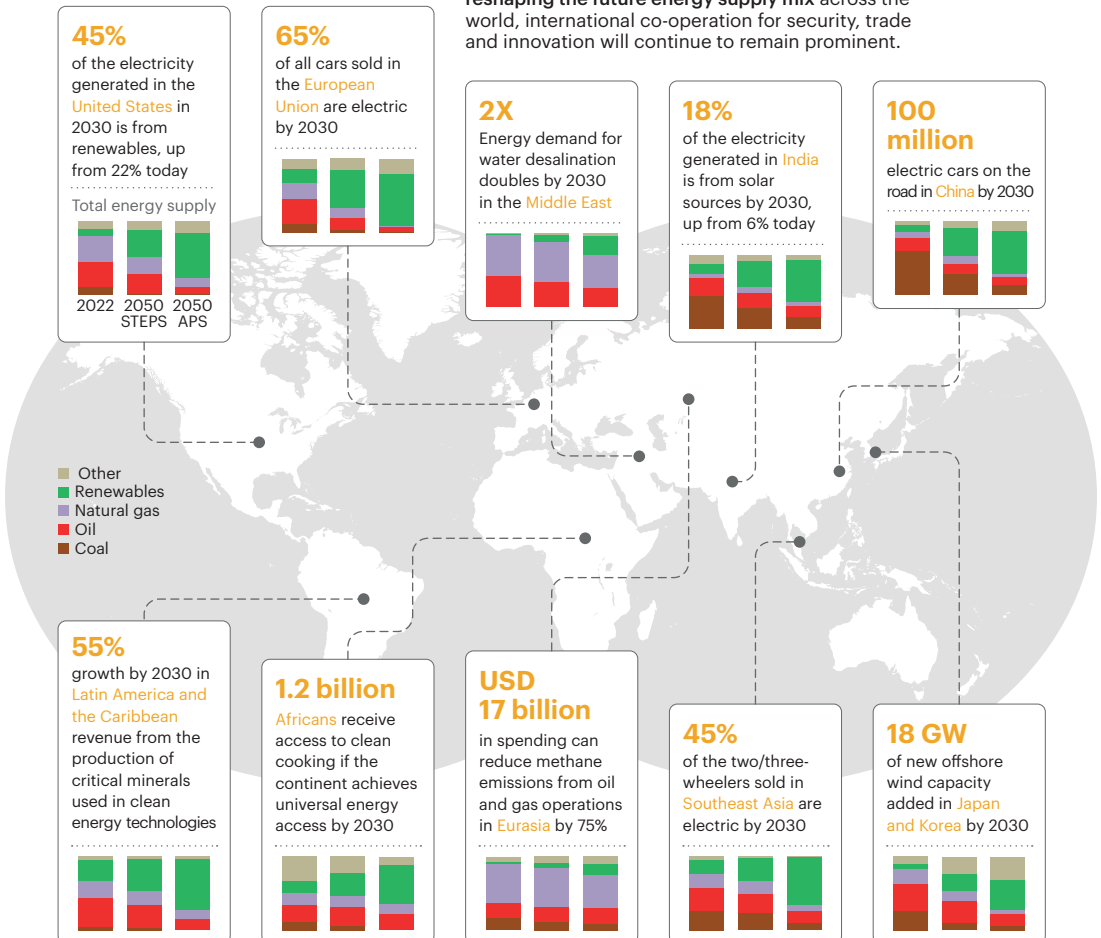 reshaping the future energy supply mix across the
world, international co-operation for security, trade
and innovation will continue to remain prominent.
45%
of the electricity
generated in the
United States in
2030 is from
renewables, up
from 22% today
Total energy supply
2022
2050
STEPS
2050
APS
65%
of all cars sold in
the European
Union are electric
by 2030
2X
Energy demand for
water desalination
doubles by 2030
in the Middle East
18%
of the electricity
generated in India
is from solar
sources by 2030,
up from 6% today
100
million
electric cars on the
road in China by 2030
Other
Renewables
Natural gas
Oil
Coal
55%
growth by 2030 in
Latin America and
the Caribbean
revenue from the
production of
critical minerals
used in clean
energy technologies
1.2 billion
Africans receive
access to clean
cooking if the
continent achieves
universal energy
access by 2030
USD
17 billion
in spending can
reduce methane
emissions from oil
and gas operations
in Eurasia by 75%
45%
of the two/three-
wheelers sold in
Southeast Asia are
electric by 2030
18 GW
of new offshore
wind capacity
added in Japan
and Korea by 2030